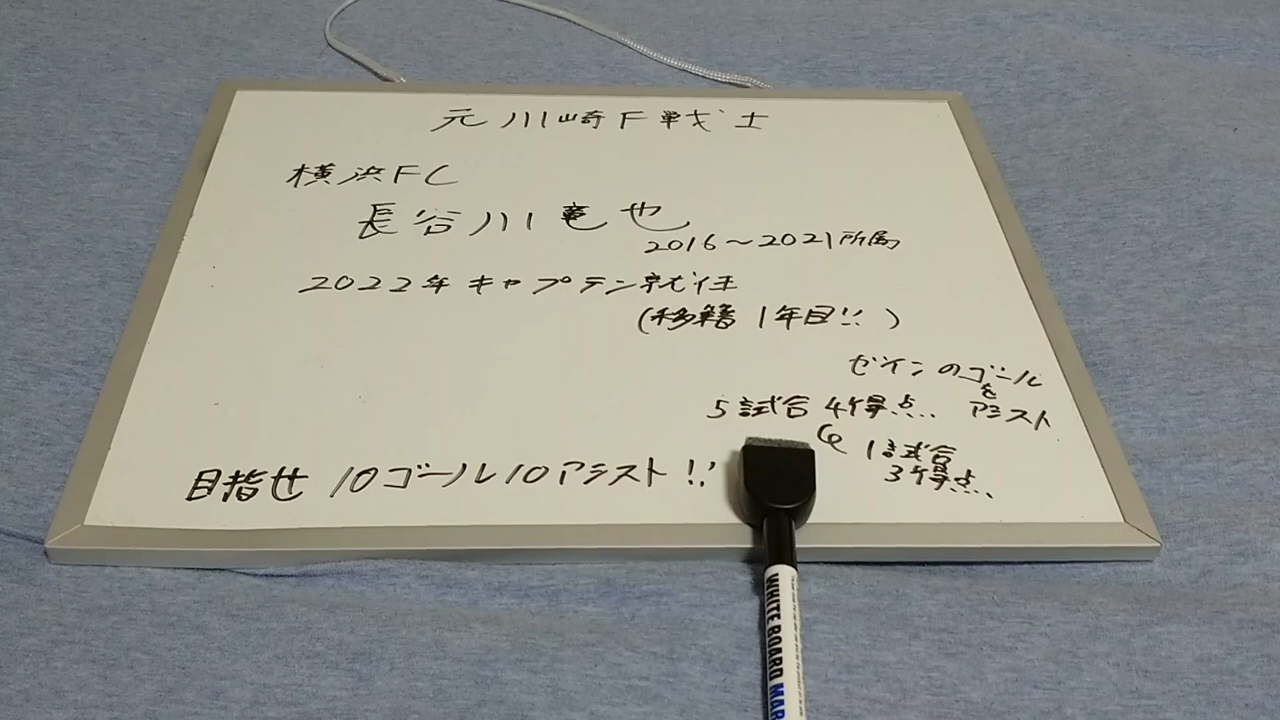 元川崎F戦士
横浜FC
長谷川竜也
2016～2021所属
2022年キャプテン就任
(移籍1年目!!)
ゼインのゴール
を
アシスト
5試合4得点..
1試合
3得点..
目指せ10ゴール10アシスト!!
WHITE BOARD MAR